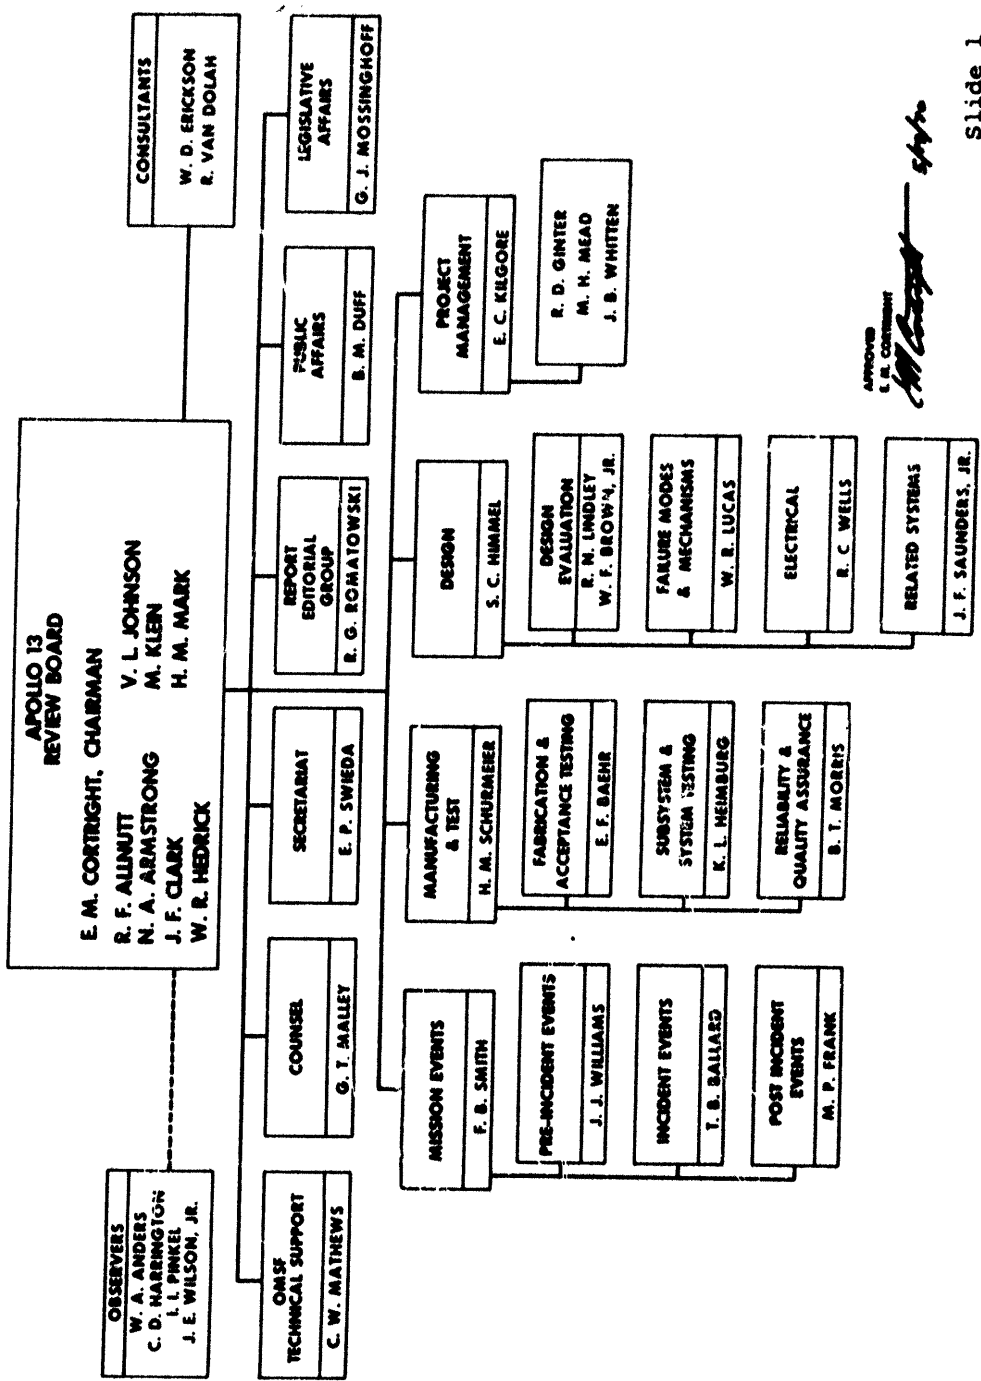 APOLLO 13
REVIEW BOARD
E. M. CORTRIGHT, CHAIRMAN
R. F. ALLNUTT V. L. JOHNSON
N. A. ARMSTRONG M. KLEIN
J. F. CLARK H. M. MARK
W. R. HEDRICK
OBSERVERS
W. A. ANDERS
C. D. HARRINGTON
I. I. PINKEL
J. E. WILSON, JR.
CONSULTANTS
W. D. ERICKSON
R. VAN DOLAH
OMSF
TECHNICAL SUPPORT
C. W. MATHEWS
COUNSEL
G. T. MALLEY
SECRETARIAT
E. P. SWIEDA
REPORT
EDITORIAL
GROUP
R. G. ROMATOWSKI
PUBLIC
AFFAIRS
B. M. DUFF
LEGISLATIVE
AFFAIRS
G. J. MOSSINGHOFF
MISSION EVENTS
F. B. SMITH
PRE-INCIDENT EVENTS
J. J. WILLIAMS
INCIDENT EVENTS
T. B. BALLARD
POST INCIDENT
EVENTS
M. P. FRANK
MANUFACTURING
& TEST
H. M. SCHURMEIER
FABRICATION &
ACCEPTANCE TESTING
E. F. BAEHR
SUBSYSTEM &
SYSTEM TESTING
K. L. HEIMBURG
RELIABILITY &
QUALITY ASSURANCE
B. T. MORRIS
DESIGN
S. C. HIMMEL
DESIGN
EVALUATION
R. N. LINDLEY
W. F. BROWN, JR.
FAILURE MODES
& MECHANISMS
W. R. LUCAS
ELECTRICAL
R. C. WELLS
RELATED SYSTEMS
J. F. SAUNDERS, JR.
PROJECT
MANAGEMENT
E. C. KILGORE
R. D. GINTER
M. H. MEAD
J. B. WHITTEN
APPROVED
E. M. CORTRIGHT
Slide 1